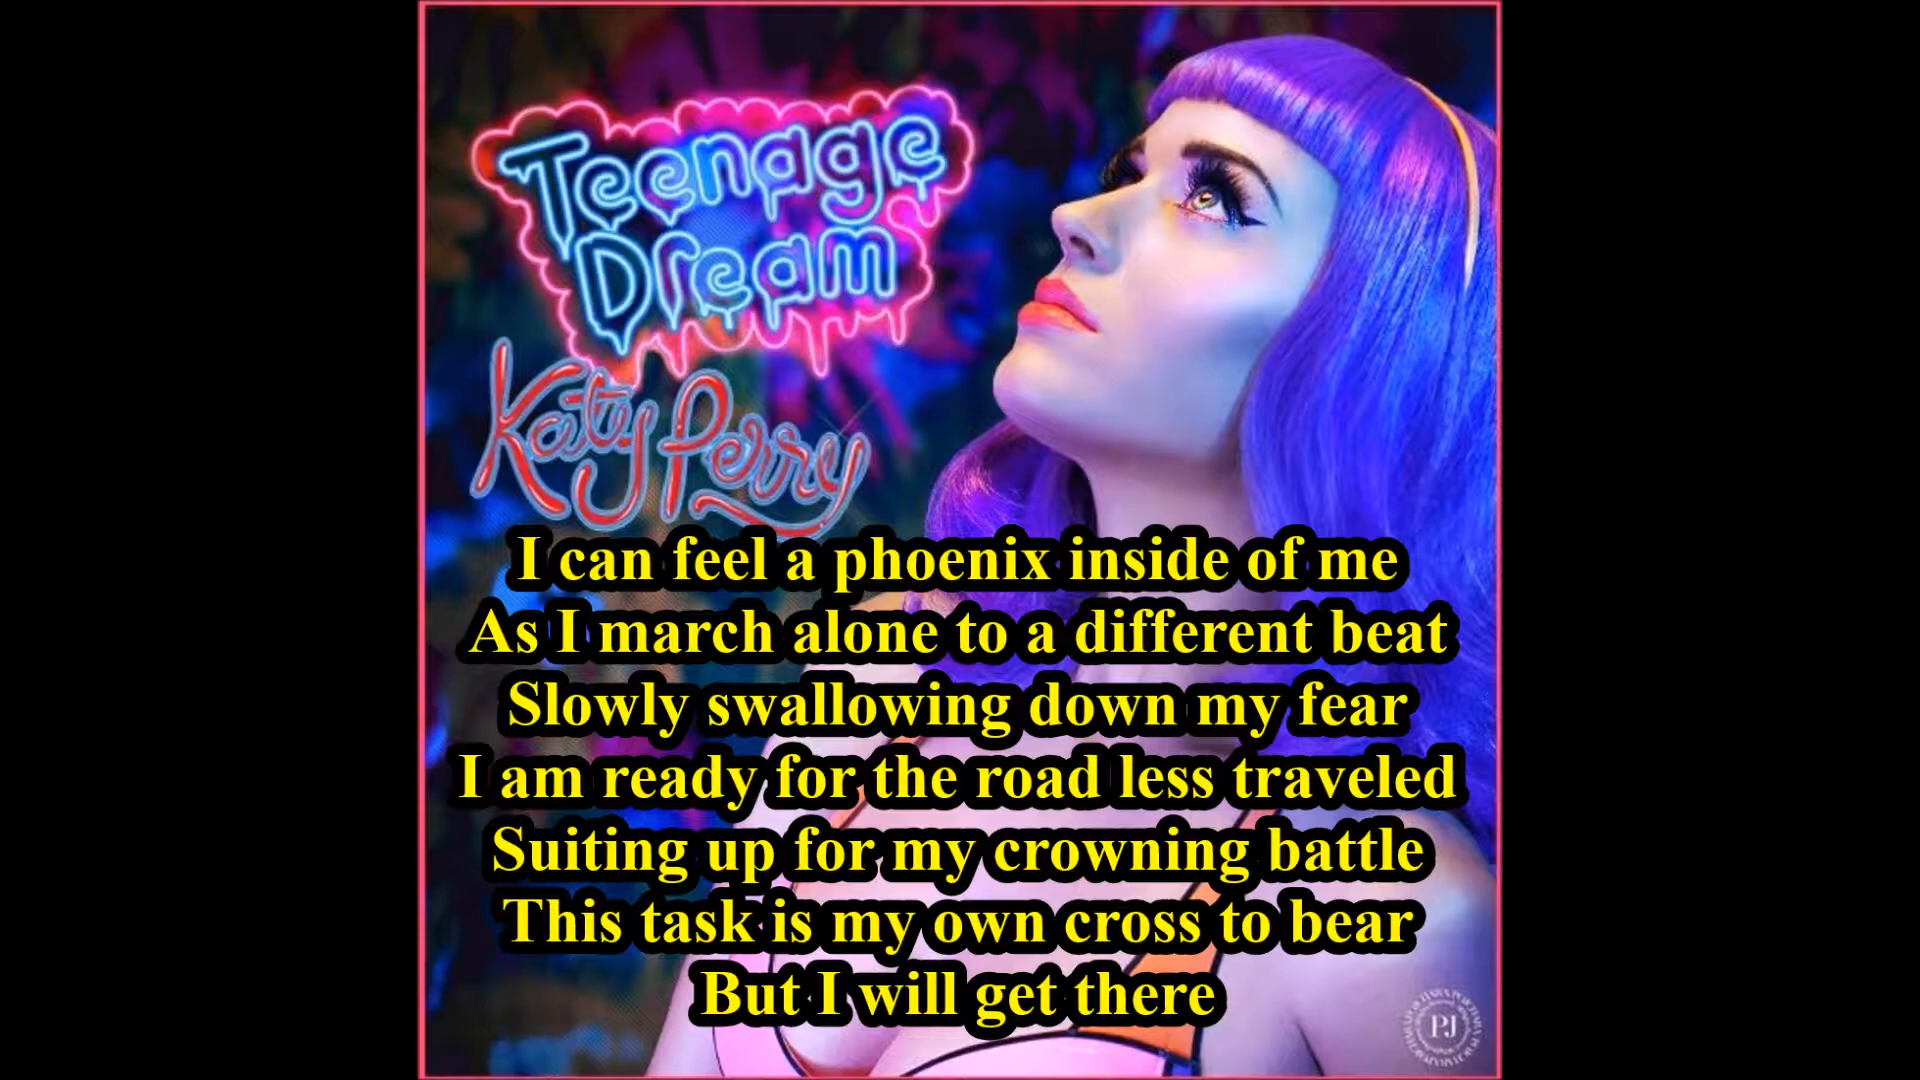 Teenage
Dream
Katy Perry
I can feel a phoenix inside of me
As I march alone to a different beat
Slowly swallowing down my fear
I am ready for the road less traveled
Suiting up for my crowning battle
This task is my own cross to bear
But I will get there
PJ